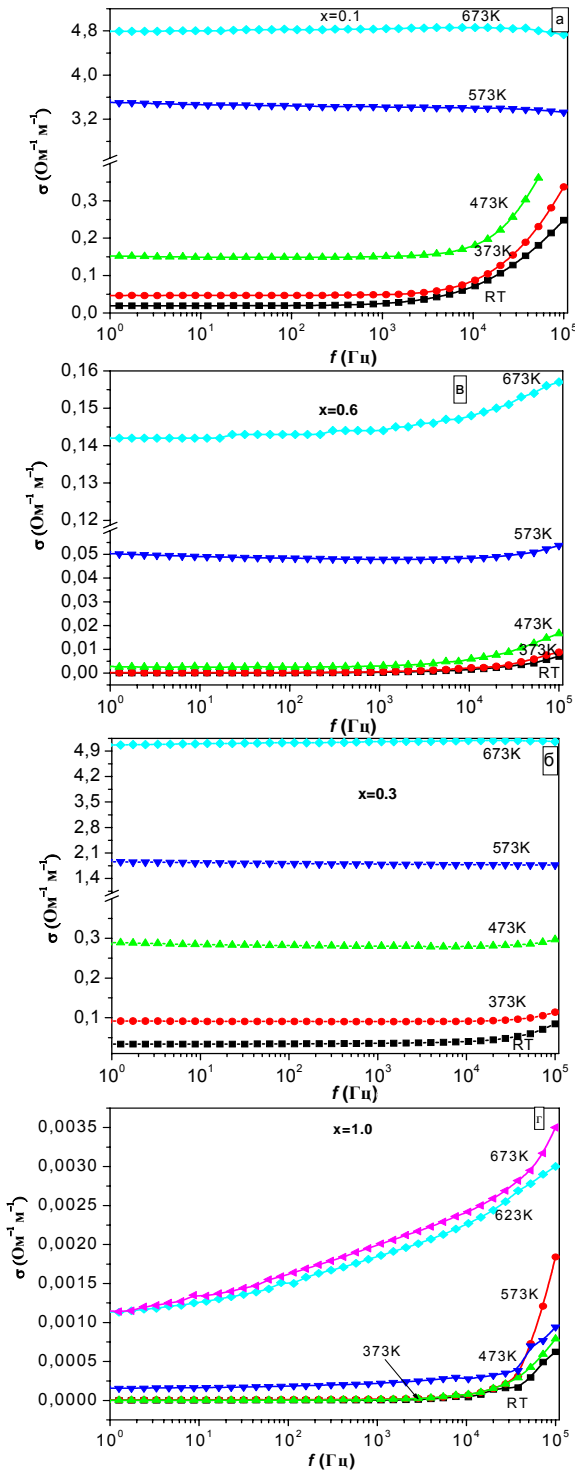 x=0.1
а
673K
4,8
4,0
573K
3,2
σ (Ом⁻¹ м⁻¹)
0,3
473K
0,2
373K
0,1
RT
0,0
10⁰ 10¹ 10² 10³ 10⁴ 10⁵
f (Гц)
0,16
673K
В
x=0.6
0,15
0,14
0,13
0,12
σ (Ом⁻¹ м⁻¹)
573K
0,05
0,04
0,03
473K
0,02
373K
0,01
0,00
RT
10⁰ 10¹ 10² 10³ 10⁴ 10⁵
f (Гц)
4,9
673K
б
4,2
x=0.3
3,5
2,8
573K
2,1
1,4
σ (Ом⁻¹ м⁻¹)
0,3
473K
373K
0,1
RT
10⁰ 10¹ 10² 10³ 10⁴ 10⁵
f (Гц)
x=1.0
г
0,0035
673K
0,0030
623K
0,0025
0,0020
σ (Ом⁻¹ м⁻¹)
0,0015
573K
0,0010
373K
473K
0,0005
RT
0,0000
10⁰ 10¹ 10² 10³ 10⁴ 10⁵
f (Гц)